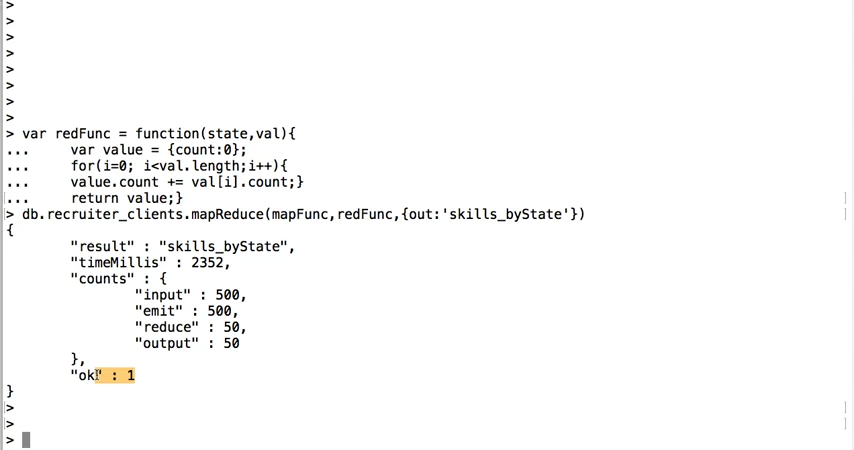 >
>
>
>
>
>
>
>
> var redFunc = function(state,val){
...     var value = {count:0};
...     for(i=0; i<val.length;i++){
...     value.count += val[i].count;}
...     return value;}
> db.recruiter_clients.mapReduce(mapFunc,redFunc,{out:'skills_byState'})
{
        "result" : "skills_byState",
        "timeMillis" : 2352,
        "counts" : {
                "input" : 500,
                "emit" : 500,
                "reduce" : 50,
                "output" : 50
        },
        "ok" : 1
}
>
>
>